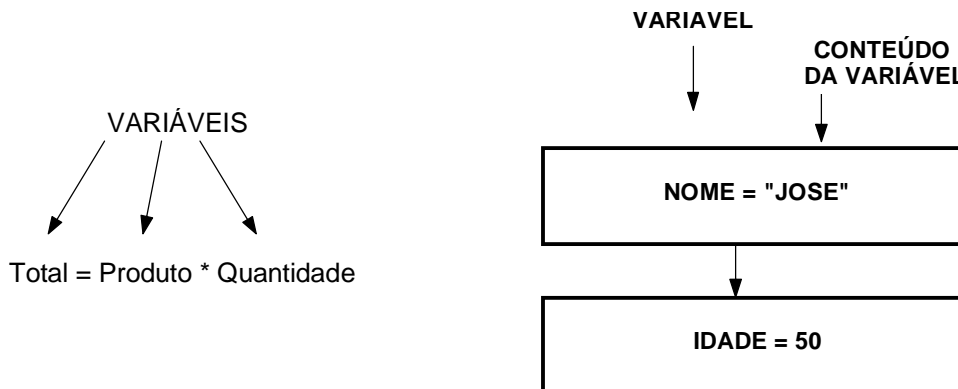 VARIÁVEIS
Total = Produto * Quantidade
VARIAVEL
CONTEÚDO
DA VARIÁVEL
NOME = "JOSE"
IDADE = 50